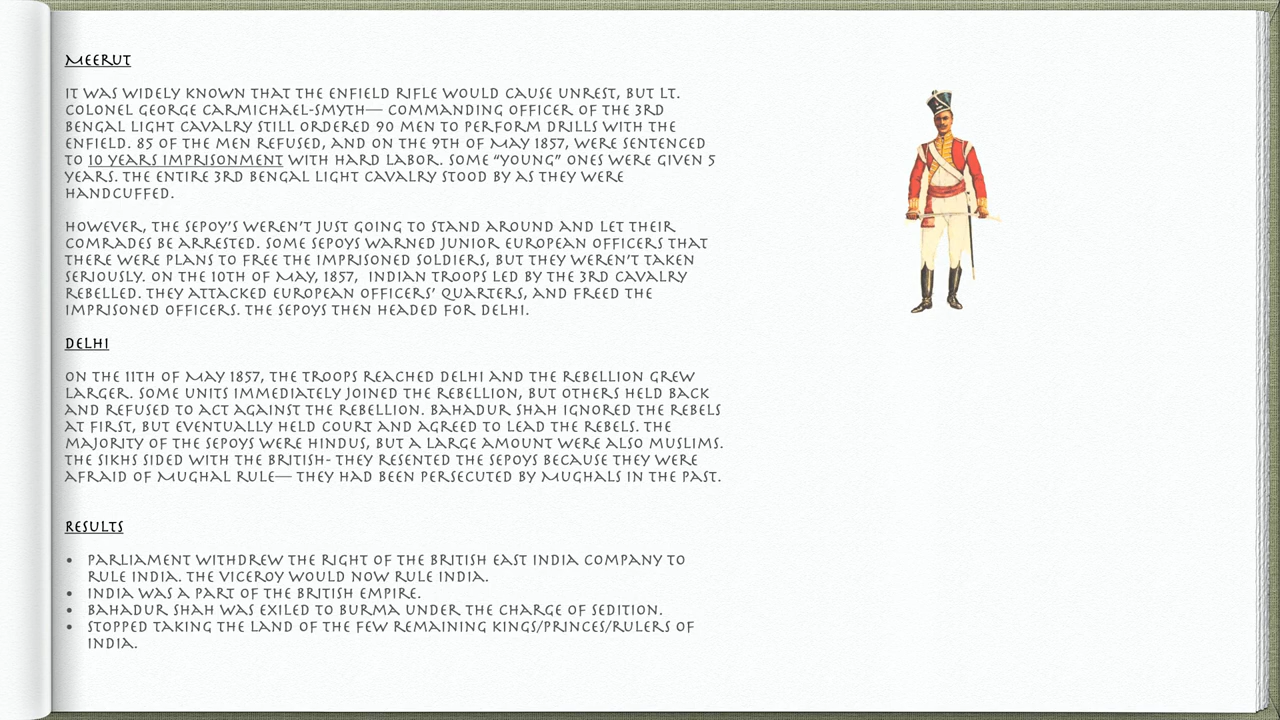 MEERUT
IT WAS WIDELY KNOWN THAT THE ENFIELD RIFLE WOULD CAUSE UNREST, BUT LT.
COLONEL GEORGE CARMICHAEL-SMYTH— COMMANDING OFFICER OF THE 3RD
BENGAL LIGHT CAVALRY STILL ORDERED 90 MEN TO PERFORM DRILLS WITH THE
ENFIELD. 85 OF THE MEN REFUSED, AND ON THE 9TH OF MAY 1857, WERE SENTENCED
TO 10 YEARS IMPRISONMENT WITH HARD LABOR. SOME “YOUNG” ONES WERE GIVEN 5
YEARS. THE ENTIRE 3RD BENGAL LIGHT CAVALRY STOOD BY AS THEY WERE
HANDCUFFED.
HOWEVER, THE SEPOY”S WEREN’T JUST GOING TO STAND AROUND AND LET THEIR
COMRADES BE ARRESTED. SOME SEPOYS WARNED JUNIOR EUROPEAN OFFICERS THAT
THERE WERE PLANS TO FREE THE IMPRISONED SOLDIERS, BUT THEY WEREN’T TAKEN
SERIOUSLY. ON THE 10TH OF MAY, 1857, INDIAN TROOPS LED BY THE 3RD CAVALRY
REBELLED. THEY ATTACKED EUROPEAN OFFICERS’ QUARTERS, AND FREED THE
IMPRISONED OFFICERS. THE SEPOYS THEN HEADED FOR DELHI.
DELHI
ON THE 11TH OF MAY 1857, THE TROOPS REACHED DELHI AND THE REBELLION GREW
LARGER. SOME UNITS IMMEDIATELY JOINED THE REBELLION, BUT OTHERS HELD BACK
AND REFUSED TO ACT AGAINST THE REBELLION. BAHADUR SHAH IGNORED THE REBELS
AT FIRST, BUT EVENTUALLY HELD COURT AND AGREED TO LEAD THE REBELS. THE
MAJORITY OF THE SEPOYS WERE HINDUS, BUT A LARGE AMOUNT WERE ALSO MUSLIMS.
THE SIKHS SIDED WITH THE BRITISH- THEY RESENTED THE SEPOYS BECAUSE THEY WERE
AFRAID OF MUGHAL RULE— THEY HAD BEEN PERSECUTED BY MUGHALS IN THE PAST.
RESULTS
• PARLIAMENT WITHDREW THE RIGHT OF THE BRITISH EAST INDIA COMPANY TO
RULE INDIA. THE VICEROY WOULD NOW RULE INDIA.
• INDIA WAS A PART OF THE BRITISH EMPIRE.
• BAHADUR SHAH WAS EXILED TO BURMA UNDER THE CHARGE OF SEDITION.
• STOPPED TAKING THE LAND OF THE FEW REMAINING KINGS/PRINCES/RULERS OF
INDIA.